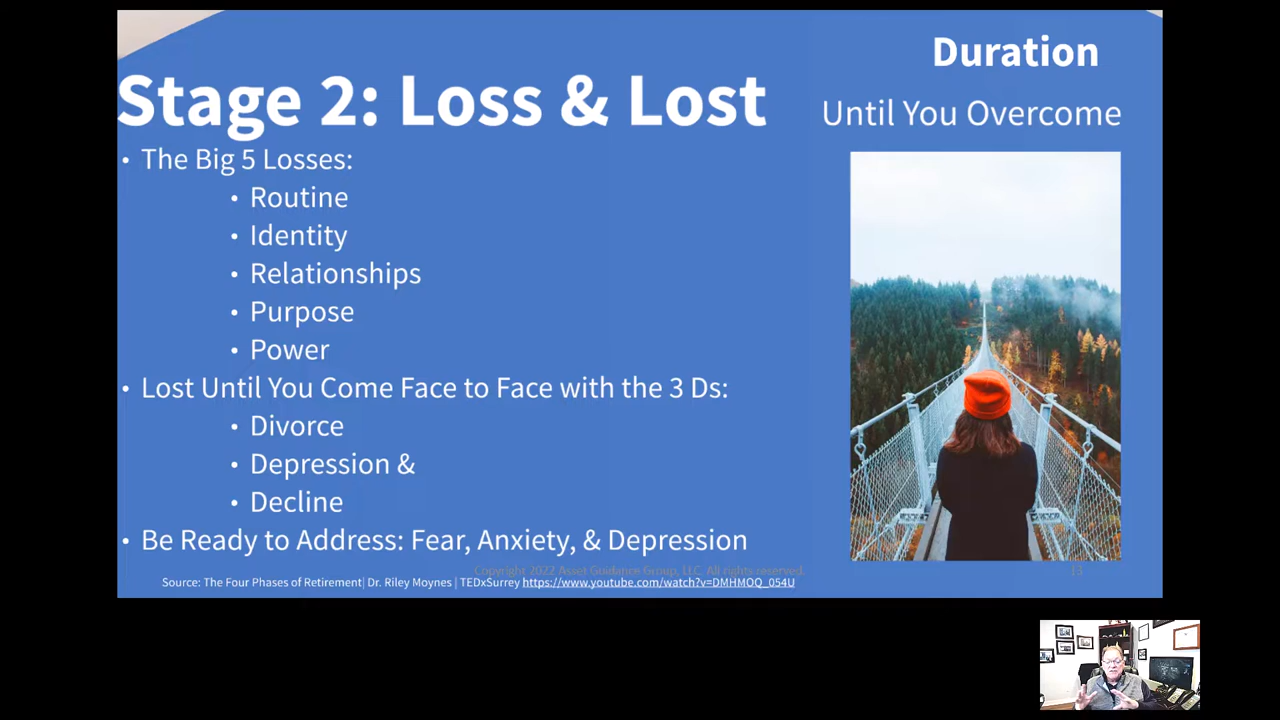 Stage 2: Loss & Lost
• The Big 5 Losses:
• Routine
• Identity
• Relationships
• Purpose
• Power
• Lost Until You Come Face to Face with the 3 Ds:
• Divorce
• Depression &
• Decline
• Be Ready to Address: Fear, Anxiety, & Depression
Duration
Until You Overcome
Copyright 2022 Asset Guidance Group, LLC. All rights reserved.
13
Source: The Four Phases of Retirement| Dr. Riley Moynes | TEDxSurrey https://www.youtube.com/watch?v=DMHMOQ_054U